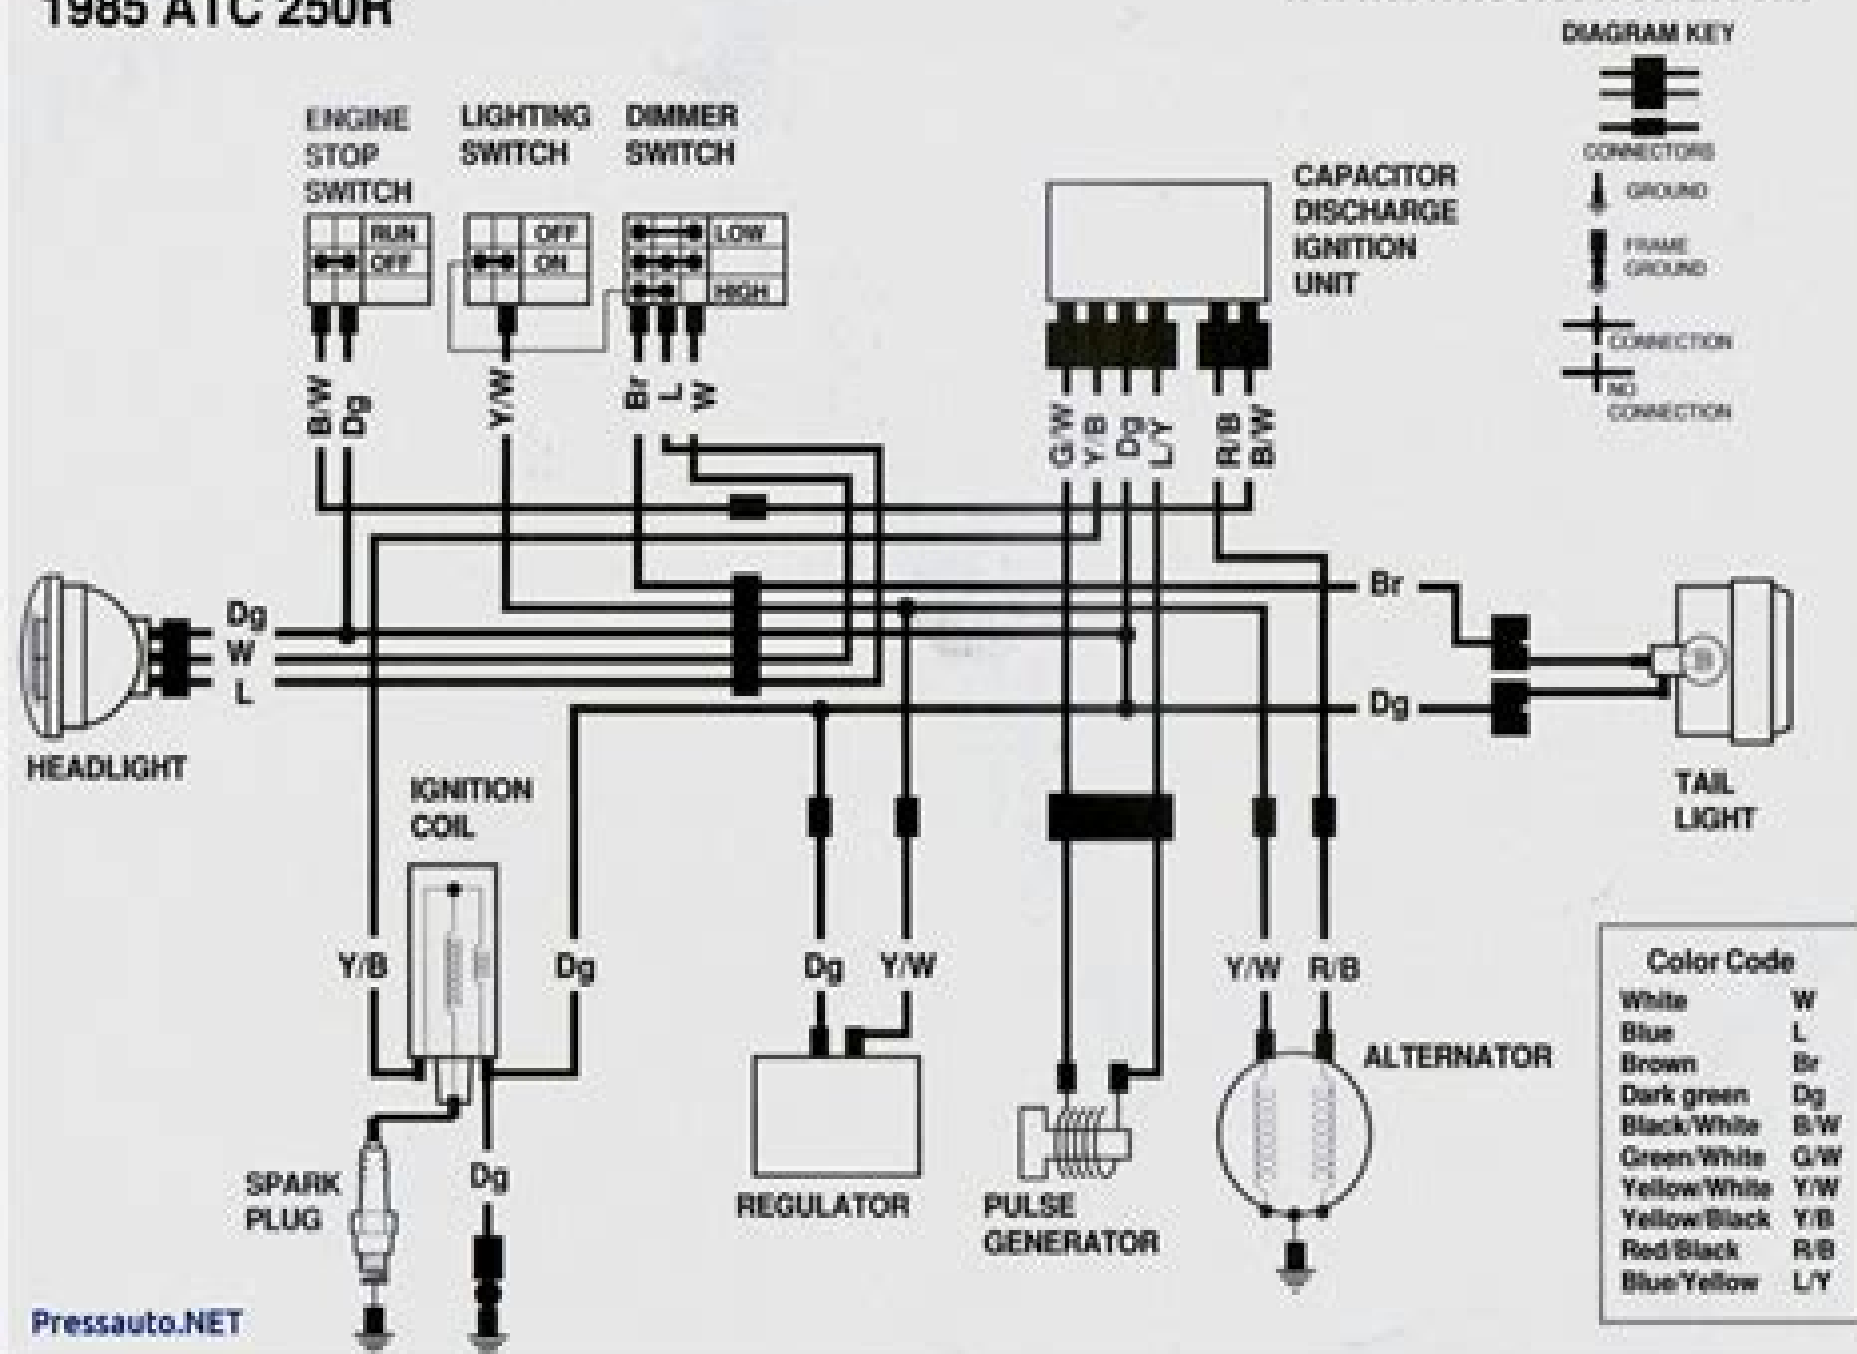 1985 ATC 250R
DIAGRAM KEY
CONNECTORS
GROUND
FRAME
GROUND
CONNECTION
NO
CONNECTION
ENGINE
STOP
SWITCH
RUN
OFF
LIGHTING
SWITCH
OFF
ON
DIMMER
SWITCH
LOW
HIGH
CAPACITOR
DISCHARGE
IGNITION
UNIT
B/W
Dg
Y/W
Br
L
W
G/W
Y/B
Dg
L/Y
R/B
B/W
Dg
W
L
HEADLIGHT
Br
Dg
TAIL
LIGHT
IGNITION
COIL
Y/B
Dg
Dg
Y/W
Y/W
R/B
ALTERNATOR
SPARK
PLUG
Dg
REGULATOR
PULSE
GENERATOR
Color Code
White W
Blue L
Brown Br
Dark green Dg
Black/White B/W
Green/White G/W
Yellow/White Y/W
Yellow/Black Y/B
Red/Black R/B
Blue/Yellow L/Y
Pressauto.NET